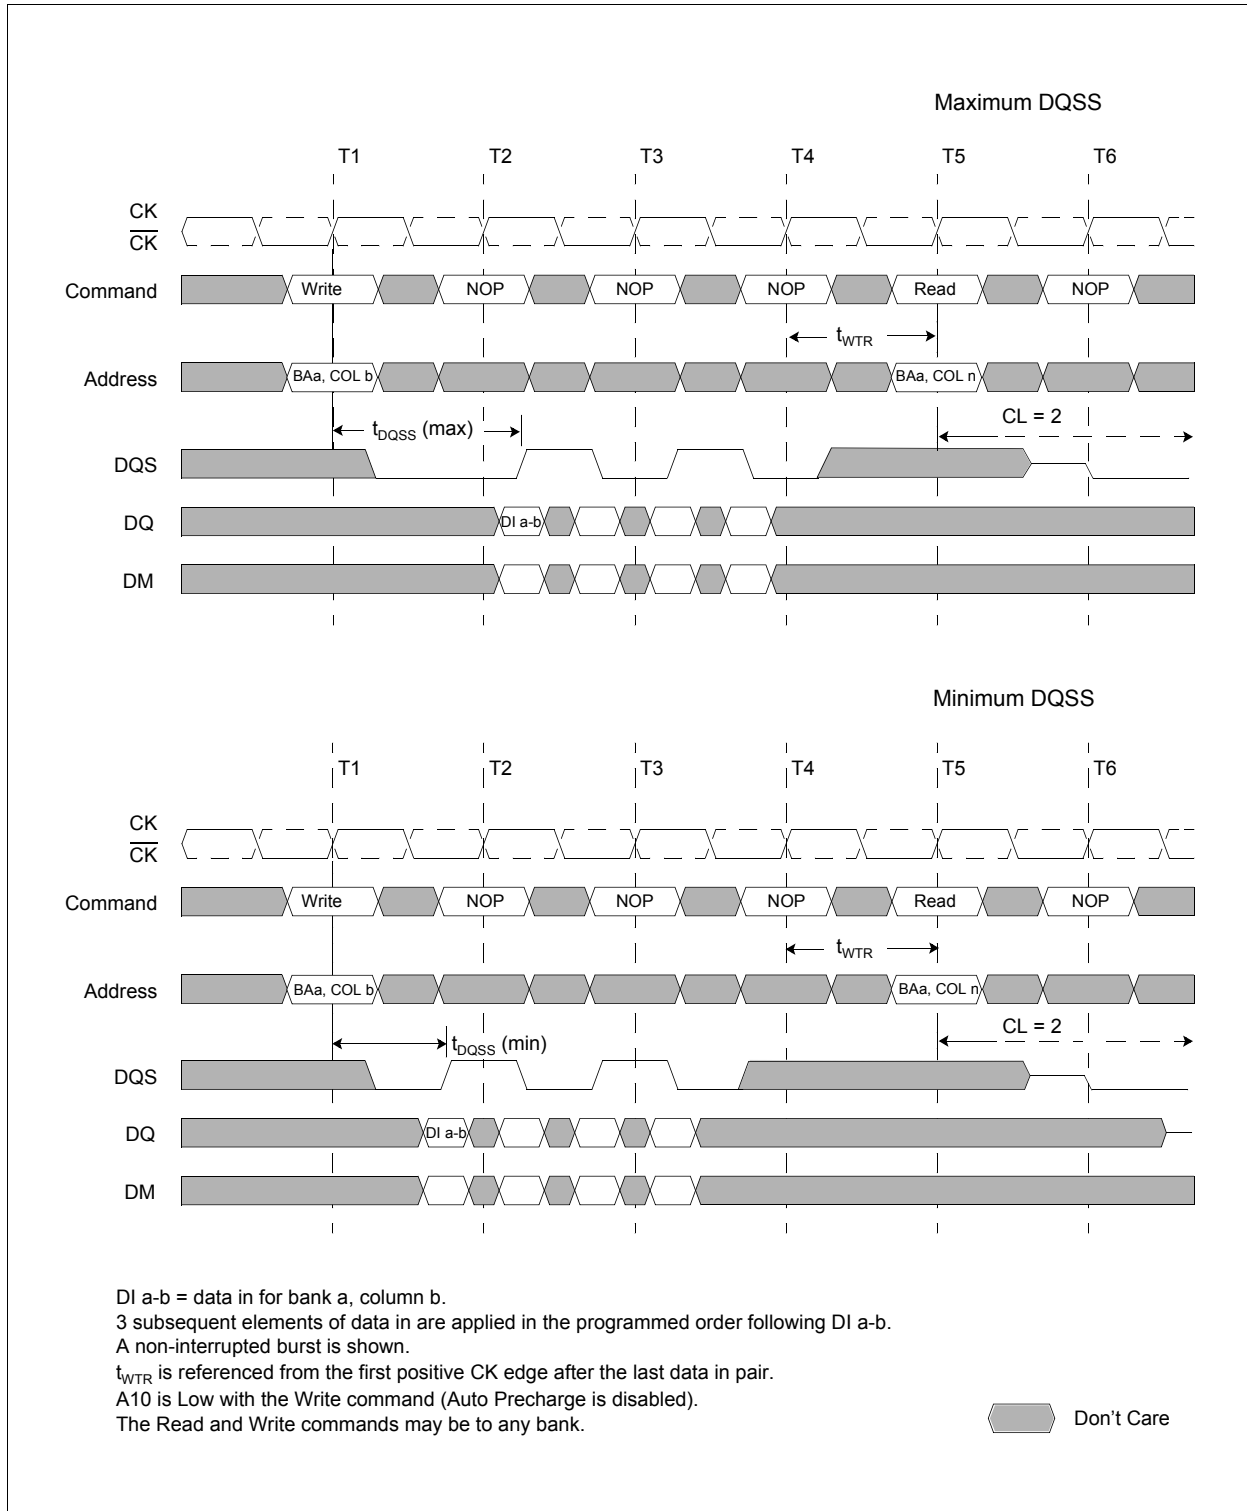 Maximum DQSS
T1 T2 T3 T4 T5 T6
CK
CK
Command Write NOP NOP NOP Read NOP
tWTR
Address BAa, COL b BAa, COL n
tDQSS (max) CL = 2
DQS
DQ DI a-b
DM
Minimum DQSS
T1 T2 T3 T4 T5 T6
CK
CK
Command Write NOP NOP NOP Read NOP
tWTR
Address BAa, COL b BAa, COL n
tDQSS (min) CL = 2
DQS
DQ DI a-b
DM
DI a-b = data in for bank a, column b.
3 subsequent elements of data in are applied in the programmed order following DI a-b.
A non-interrupted burst is shown.
tWTR is referenced from the first positive CK edge after the last data in pair.
A10 is Low with the Write command (Auto Precharge is disabled).
The Read and Write commands may be to any bank.
Don't Care